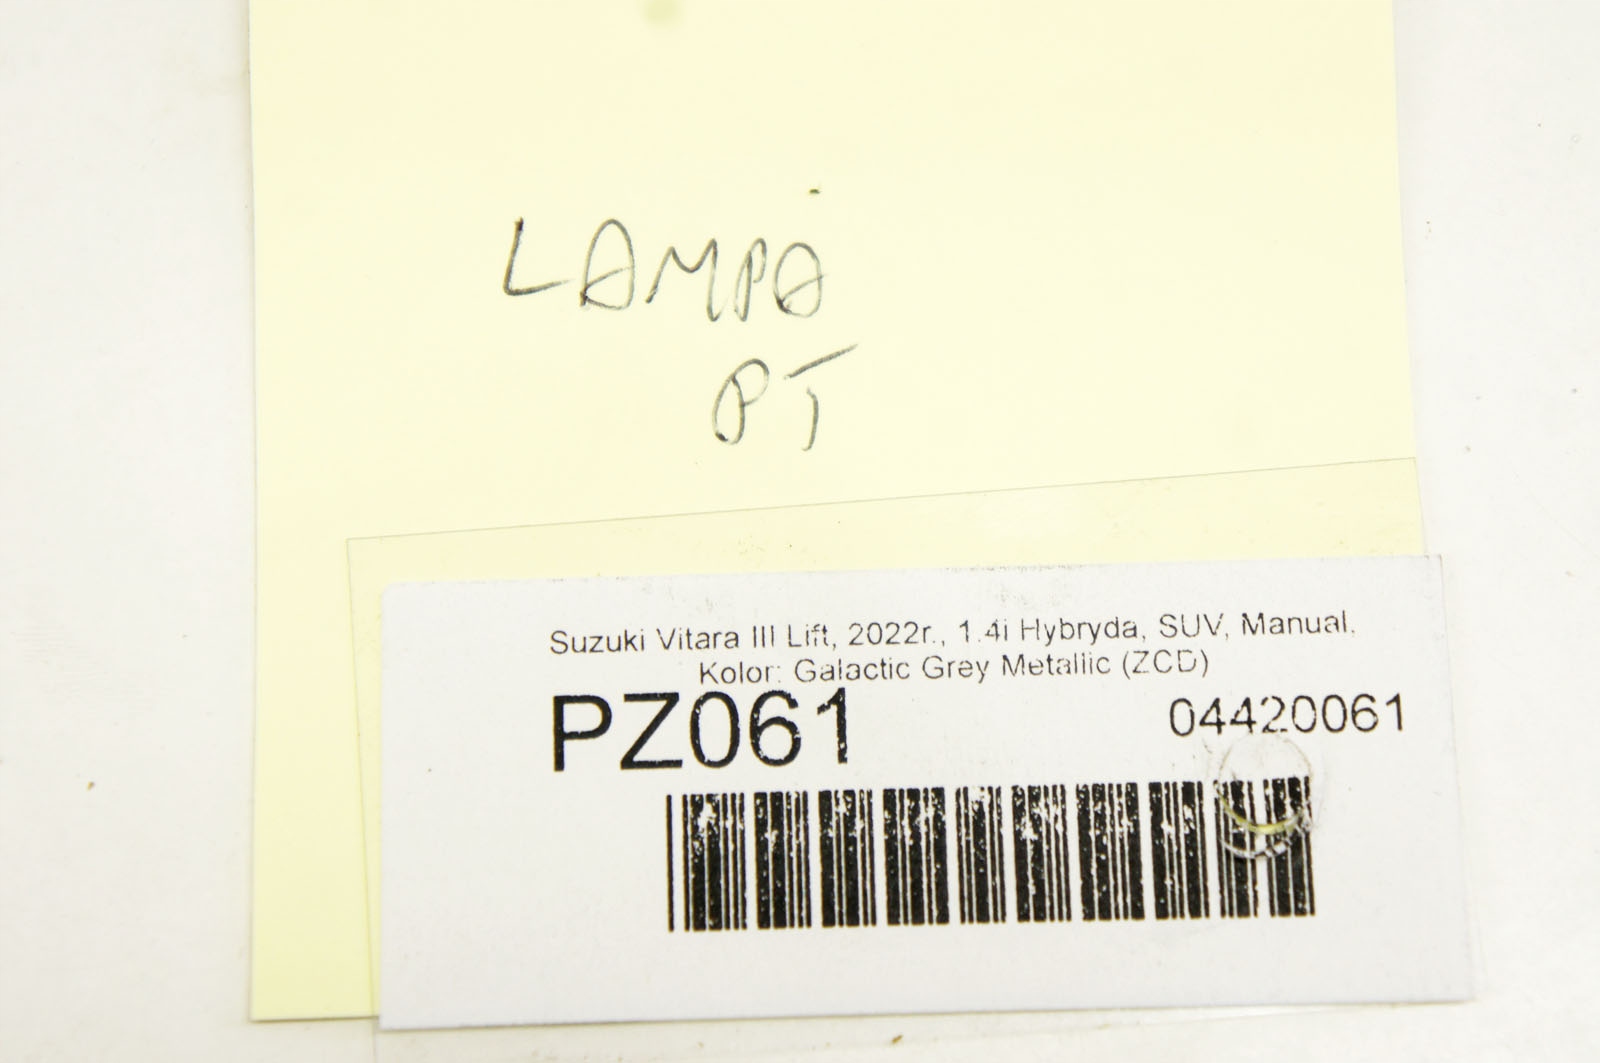 LAMPA
PT
Suzuki Vitara III Lift, 2022r., 1.4i Hybryda, SUV, Manual,
Kolor: Galactic Grey Metallic (ZCD)
PZ061 04420061